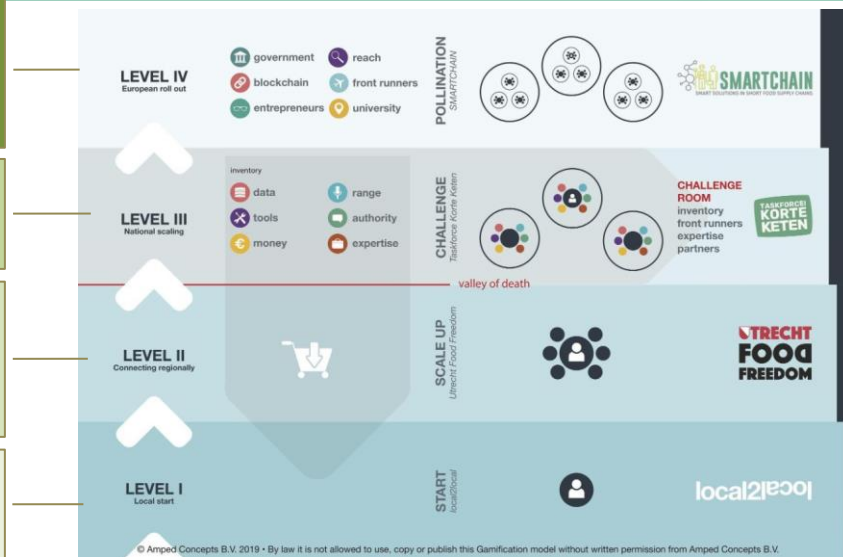 LEVEL IV
European roll out
government
reach
blockchain
front runners
entrepreneurs
university
POLLINATION
SMARTCHAIN
SMARTCHAIN
SMART SOLUTIONS IN SHORT FOOD SUPPLY CHAINS
LEVEL III
National scaling
inventory
data
range
tools
authority
€
money
expertise
CHALLENGE
Taskforce Korte Keten
CHALLENGE
ROOM
inventory
front runners
expertise
partners
TASKFORCE!
KORTE
KETEN
valley of death
LEVEL II
Connecting regionally
SCALE UP
Utrecht Food Freedom
UTRECHT
FOOD
FREEDOM
LEVEL I
Local start
START
local2local
local2local
© Amped Concepts B.V. 2019 • By law it is not allowed to use, copy or publish this Gamification model without written permission from Amped Concepts B.V.